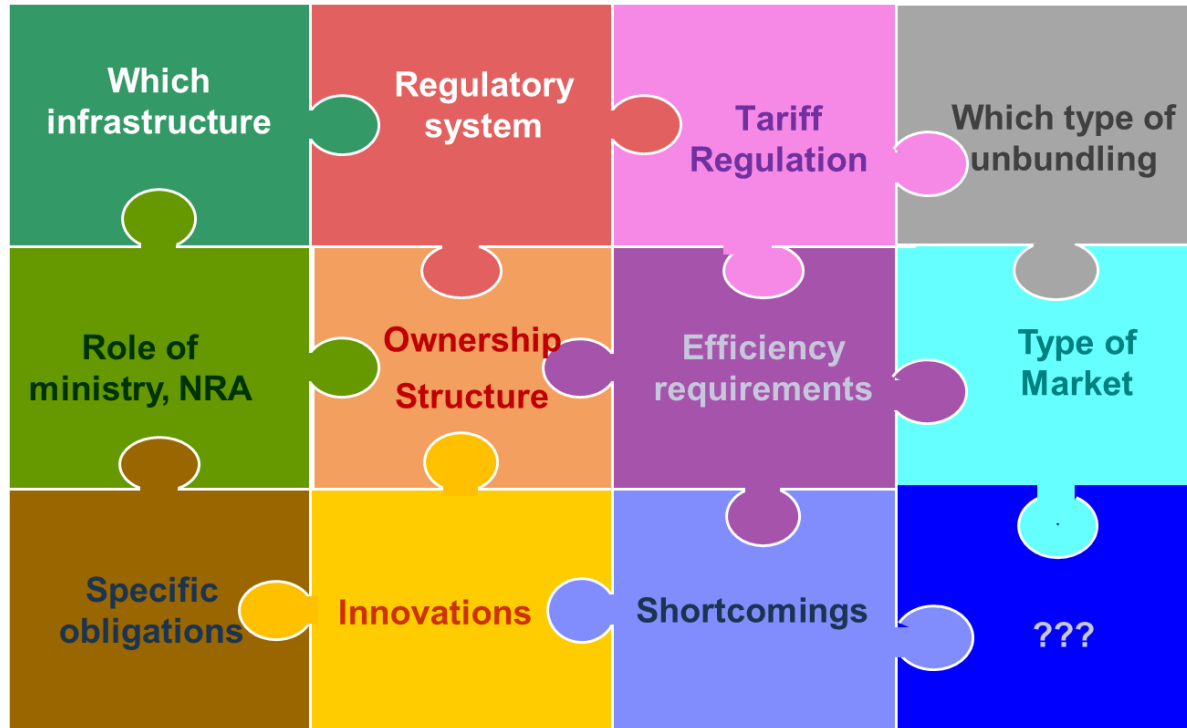 Which
infrastructure
Regulatory
system
Tariff
Regulation
Which type of
unbundling
Role of
ministry, NRA
Ownership
Structure
Efficiency
requirements
Type of
Market
Specific
obligations
Innovations
Shortcomings
???